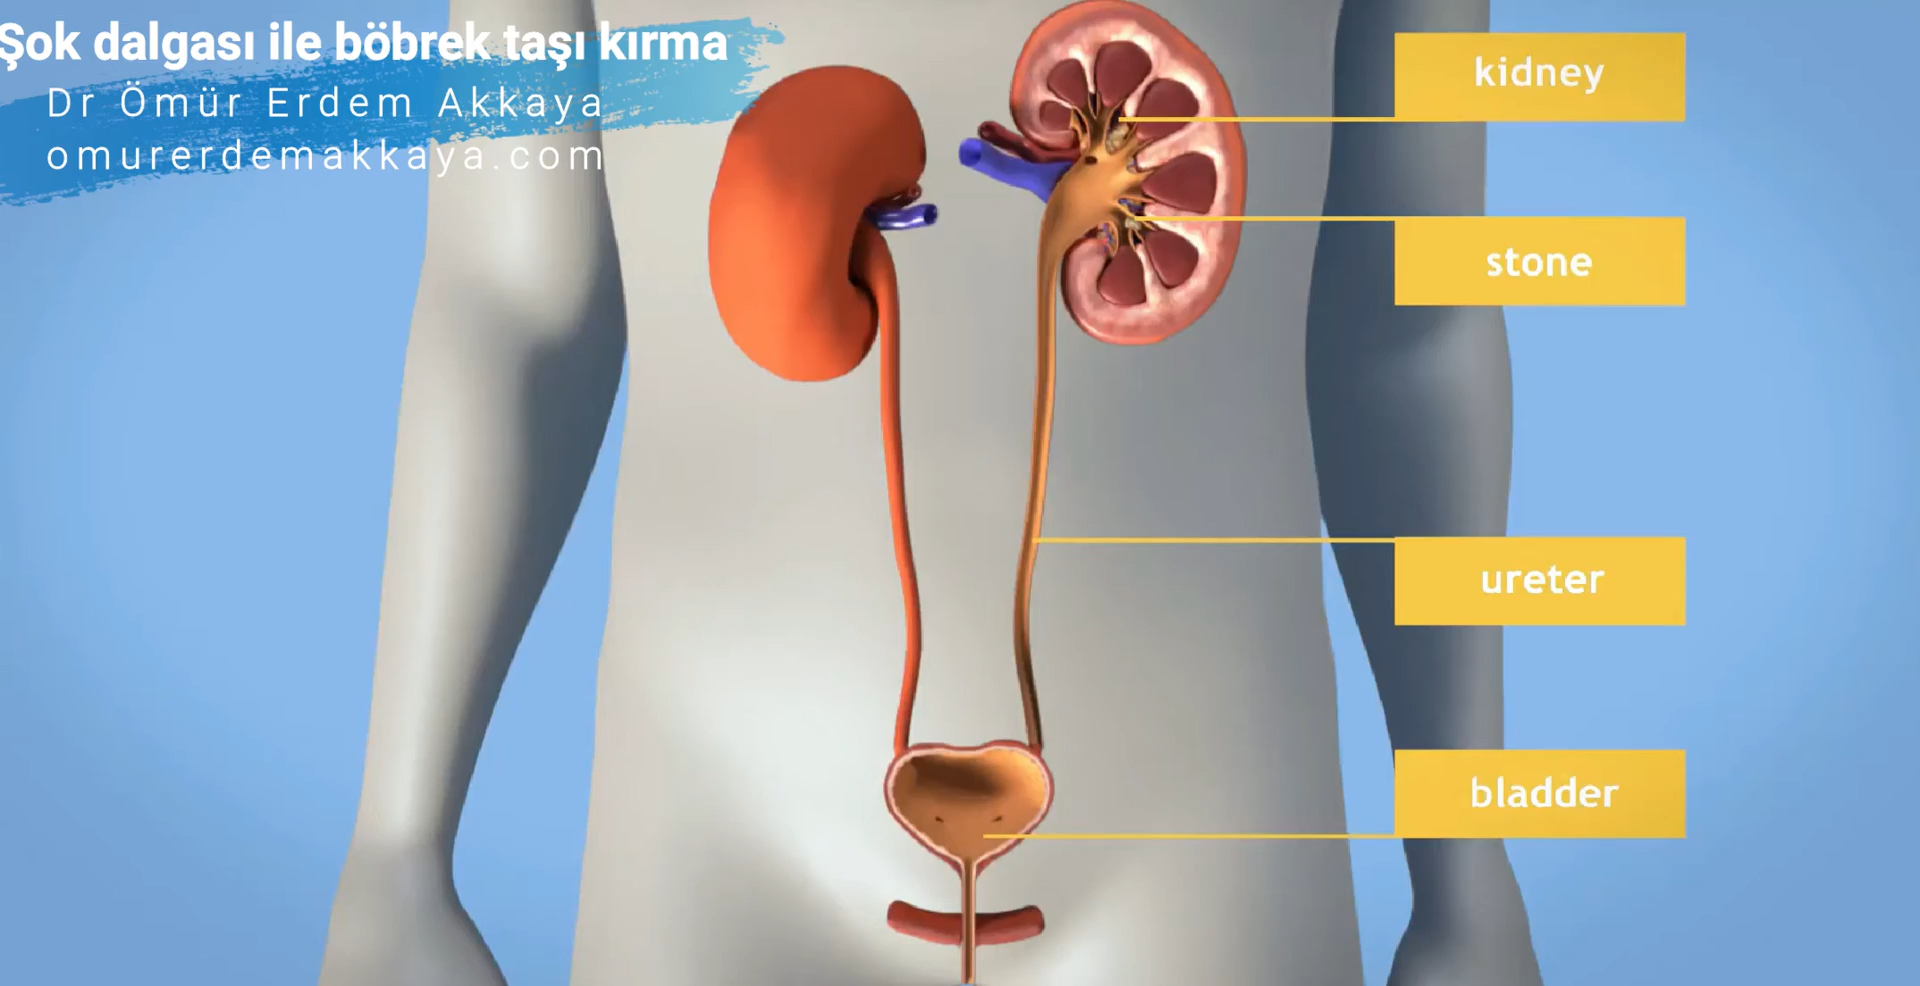 Şok dalgası ile böbrek taşı kırma
Dr Ömür Erdem Akkaya
omurerdemakkaya.com
kidney
stone
ureter
bladder